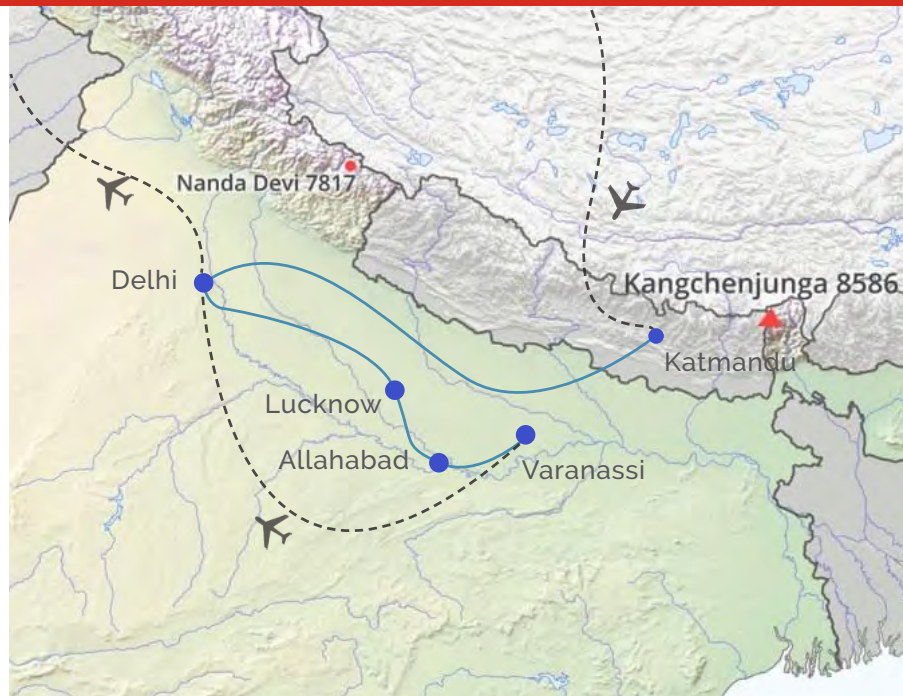 Nanda Devi 7817
Delhi
Kangchenjunga 8586
Katmandu
Lucknow
Allahabad
Varanassi